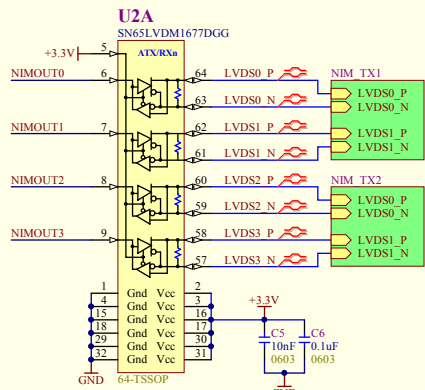 U2A
SN65LVDM1677DGG
+3.3V 5 ATX/RXn
NIMOUT0 6 64 LVDS0_P NIM_TX1
LVDS0_P
63 LVDS0_N LVDS0_N
NIMOUT1 7 62 LVDS1_P LVDS1_P
61 LVDS1_N LVDS1_N
NIMOUT2 8 60 LVDS2_P NIM_TX2
LVDS0_P
59 LVDS2_N LVDS0_N
NIMOUT3 9 58 LVDS3_P LVDS1_P
57 LVDS3_N LVDS1_N
1 Gnd Vcc 2
4 Gnd Vcc 3
15 Gnd Vcc 16
18 Gnd Vcc 17
29 Gnd Vcc 30
32 Gnd Vcc 31
+3.3V
C5 C6
10nF 0.1uF
0603 0603
GND 64-TSSOP